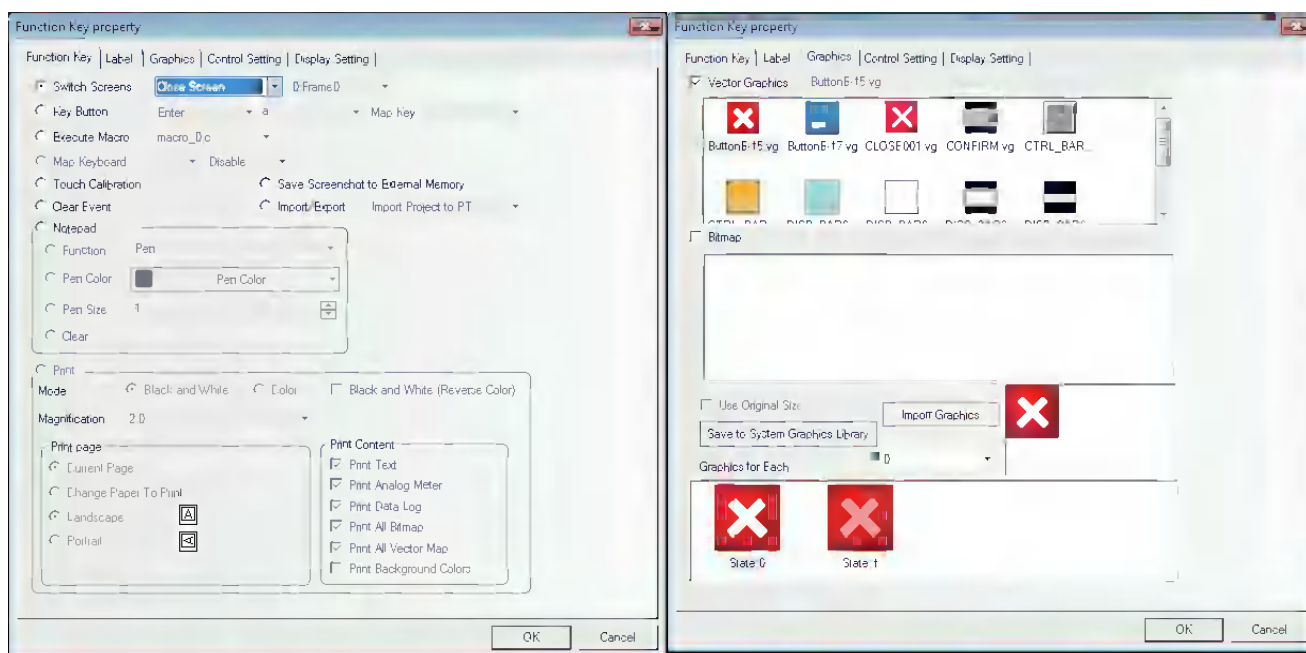 Function Key property
Function Key | Label | Graphics | Control Setting | Display Setting |
Switch Screens Close Screen 0:Frame0
Key Button Enter a Map Key
Execute Macro macro_0.c
Map Keyboard Disable
Touch Calibration Save Screenshot to External Memory
Clear Event Import/Export Import Project to PT
Notepad
Function Pen
Pen Color Pen Color
Pen Size 1
Clear
Print
Mode Black and White Color Black and White (Reverse Color)
Magnification 2.0
Print page
Current Page
Change Paper To Print
Landscape A
Portrait A
Print Content
Print Text
Print Analog Meter
Print Data Log
Print All Bitmap
Print All Vector Map
Print Background Colors
OK Cancel
Function Key property
Function Key | Label | Graphics | Control Setting | Display Setting |
Vector Graphics Button6-15.vg
Button6-15.vg Button6-17.vg CLOSE001.vg CONFIRM.vg CTRL_BAR_
Bitmap
Use Original Size
Import Graphics
Save to System Graphics Library
0
Graphics for Each
State:0 State:1
OK Cancel